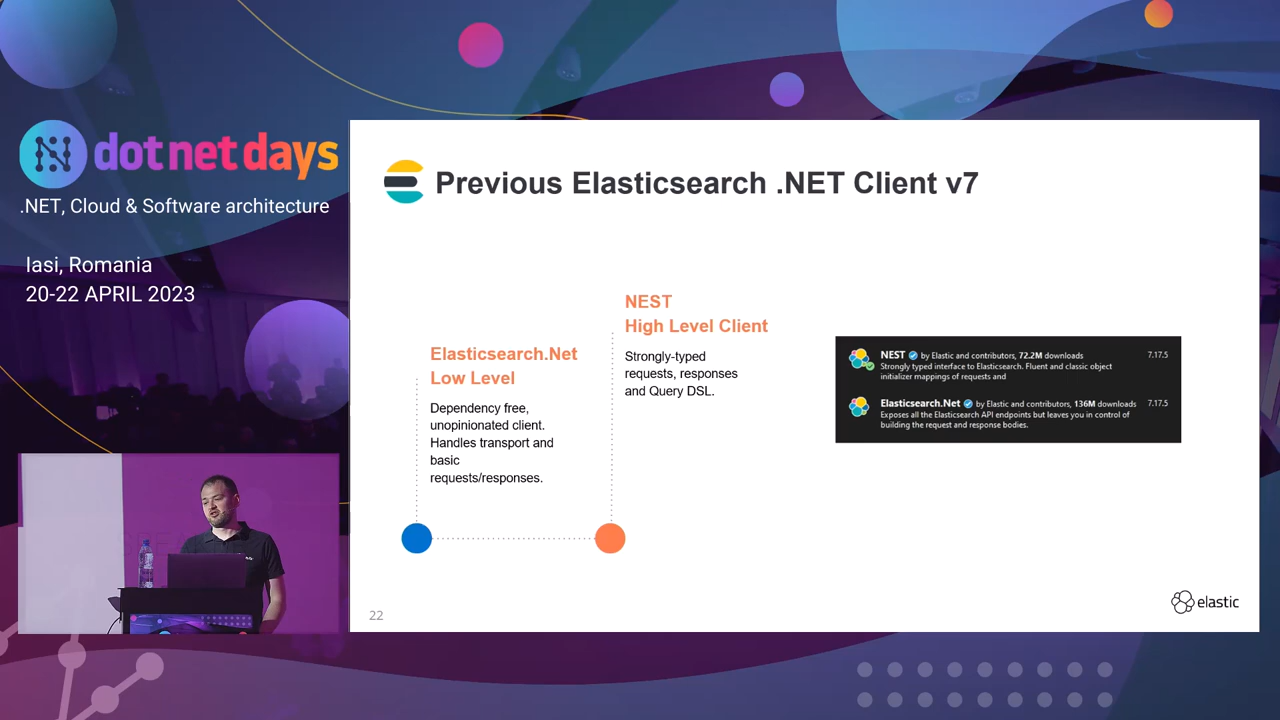 dotnetdays
.NET, Cloud & Software architecture
Iasi, Romania
20-22 APRIL 2023
Previous Elasticsearch .NET Client v7
Elasticsearch.Net
Low Level
Dependency free,
unopinionated client.
Handles transport and
basic
requests/responses.
NEST
High Level Client
Strongly-typed
requests, responses
and Query DSL.
NEST by Elastic and contributors, 72.2M downloads 7.17.5
Strongly typed interface to Elasticsearch. Fluent and classic object
initializer mappings of requests and
Elasticsearch.Net by Elastic and contributors, 136M downloads 7.17.5
Exposes all the Elasticsearch API endpoints but leaves you in control of
building the request and response bodies.
22
elastic